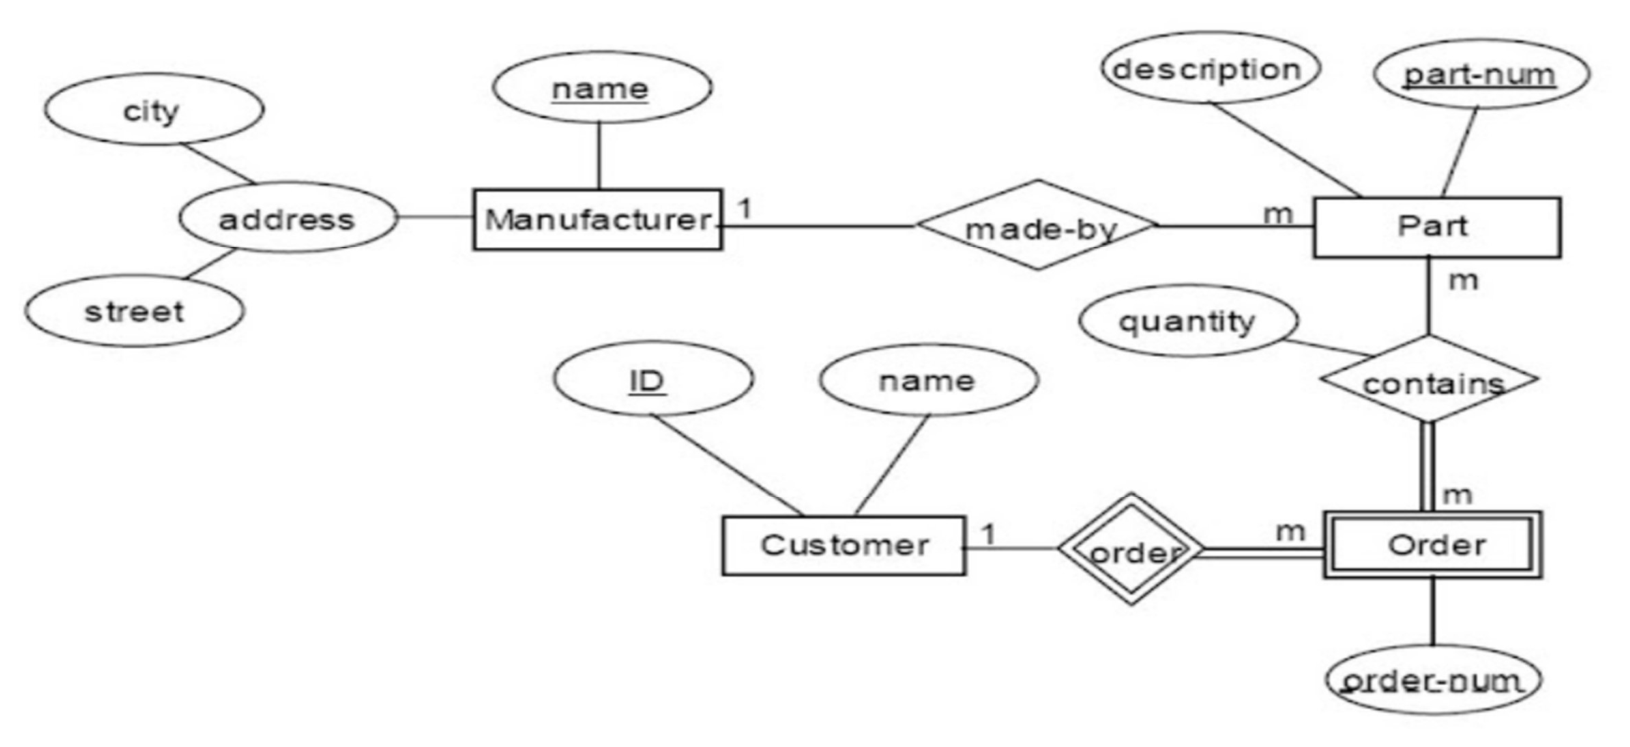 description
part-num
name
city
address
Manufacturer
1
made-by
m
Part
m
street
quantity
ID
name
contains
m
Customer
1
order
m
Order
order-num